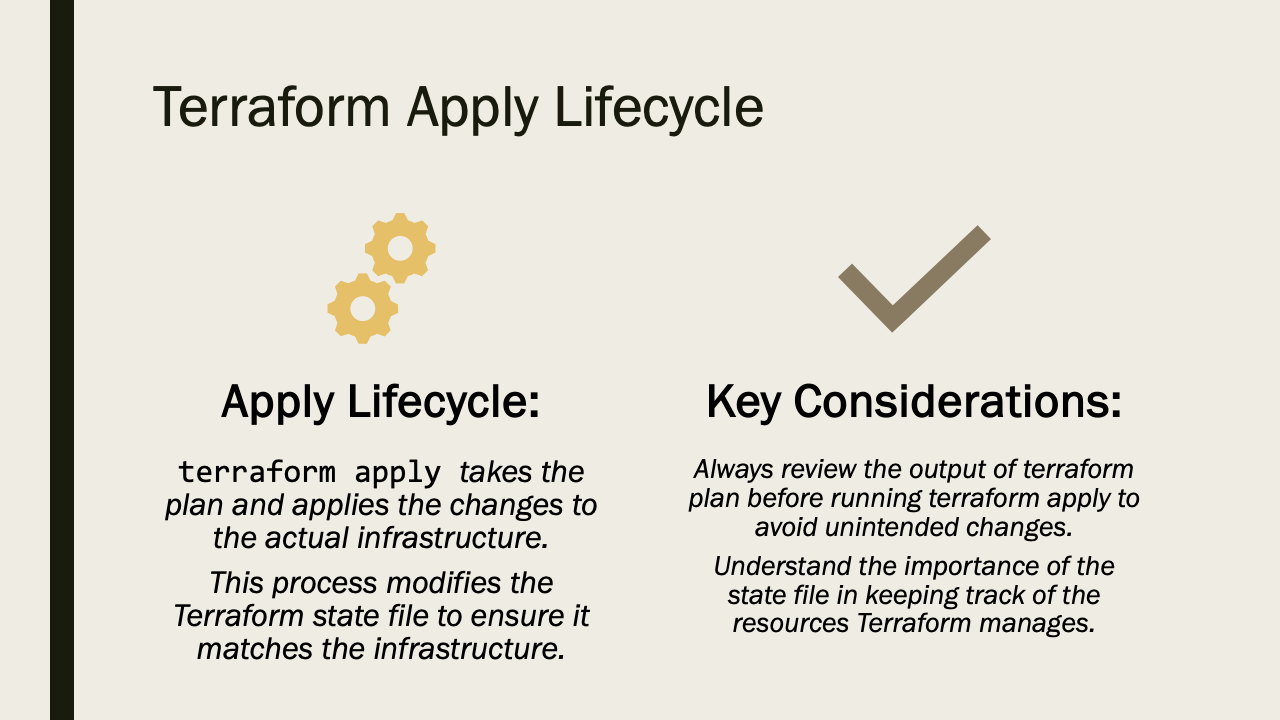 Terraform Apply Lifecycle
Apply Lifecycle:
terraform apply takes the
plan and applies the changes to
the actual infrastructure.
This process modifies the
Terraform state file to ensure it
matches the infrastructure.
Key Considerations:
Always review the output of terraform
plan before running terraform apply to
avoid unintended changes.
Understand the importance of the
state file in keeping track of the
resources Terraform manages.